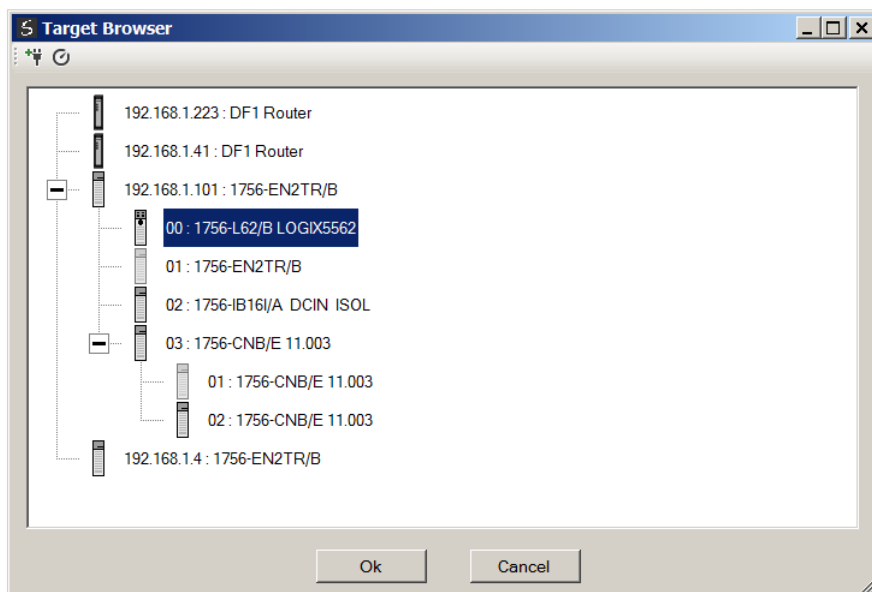 Target Browser
192.168.1.223 : DF1 Router
192.168.1.41 : DF1 Router
192.168.1.101 : 1756-EN2TR/B
00 : 1756-L62/B LOGIX5562
01 : 1756-EN2TR/B
02 : 1756-IB16I/A DCIN ISOL
03 : 1756-CNB/E 11.003
01 : 1756-CNB/E 11.003
02 : 1756-CNB/E 11.003
192.168.1.4 : 1756-EN2TR/B
Ok Cancel